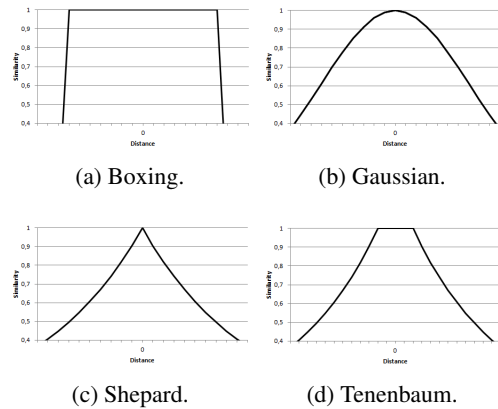 1
0,9
0,8
0,7
0,6
0,5
0,4
Similarity
0
Distance
(a) Boxing.
1
0,9
0,8
0,7
0,6
0,5
0,4
Similarity
0
Distance
(b) Gaussian.
1
0,9
0,8
0,7
0,6
0,5
0,4
Similarity
0
Distance
(c) Shepard.
1
0,9
0,8
0,7
0,6
0,5
0,4
Similarity
0
Distance
(d) Tenenbaum.